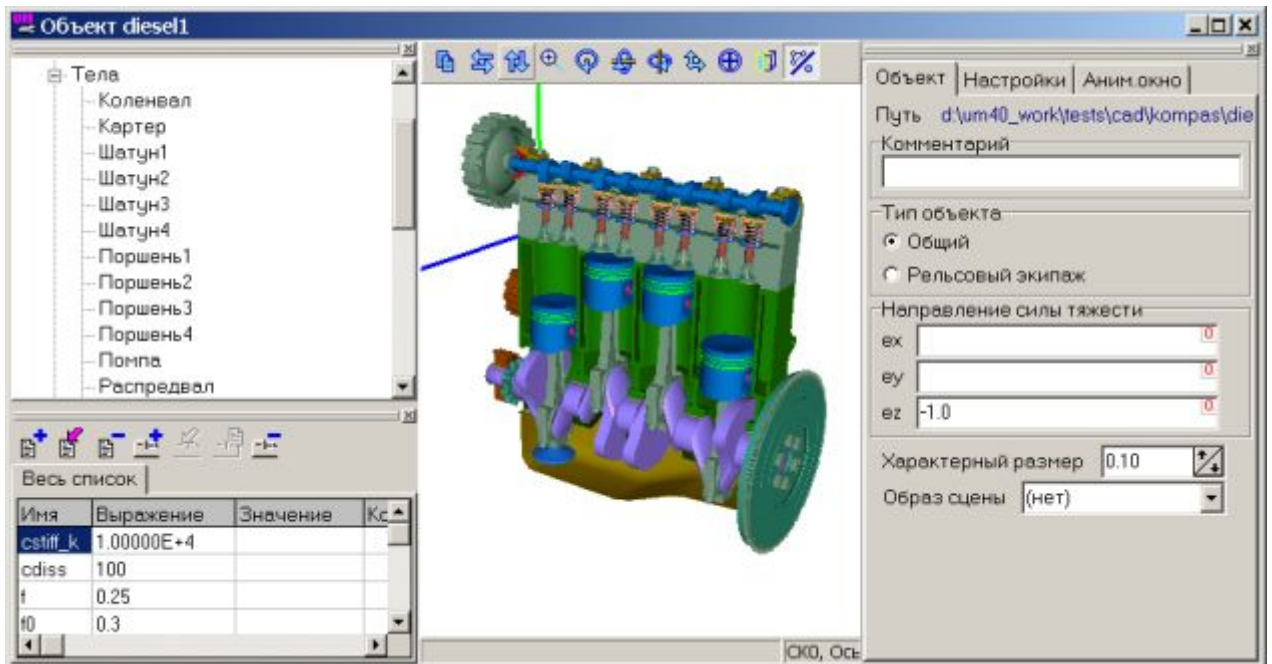 Объект diesel1
Тела
Коленвал
Картер
Шатун1
Шатун2
Шатун3
Шатун4
Поршень1
Поршень2
Поршень3
Поршень4
Помпа
Распредвал
Весь список
Имя Выражение Значение Ко
cstiff_k 1.00000E+4
cdiss 100
f 0.25
f0 0.3
СК0, Ось
Объект Настройки Аним.окно
Путь d:\um40_work\tests\cad\kompas\die
Комментарий
Тип объекта
Общий
Рельсовый экипаж
Направление силы тяжести
ex 0
ey 0
ez -1.0 0
Характерный размер 0.10
Образ сцены (нет)